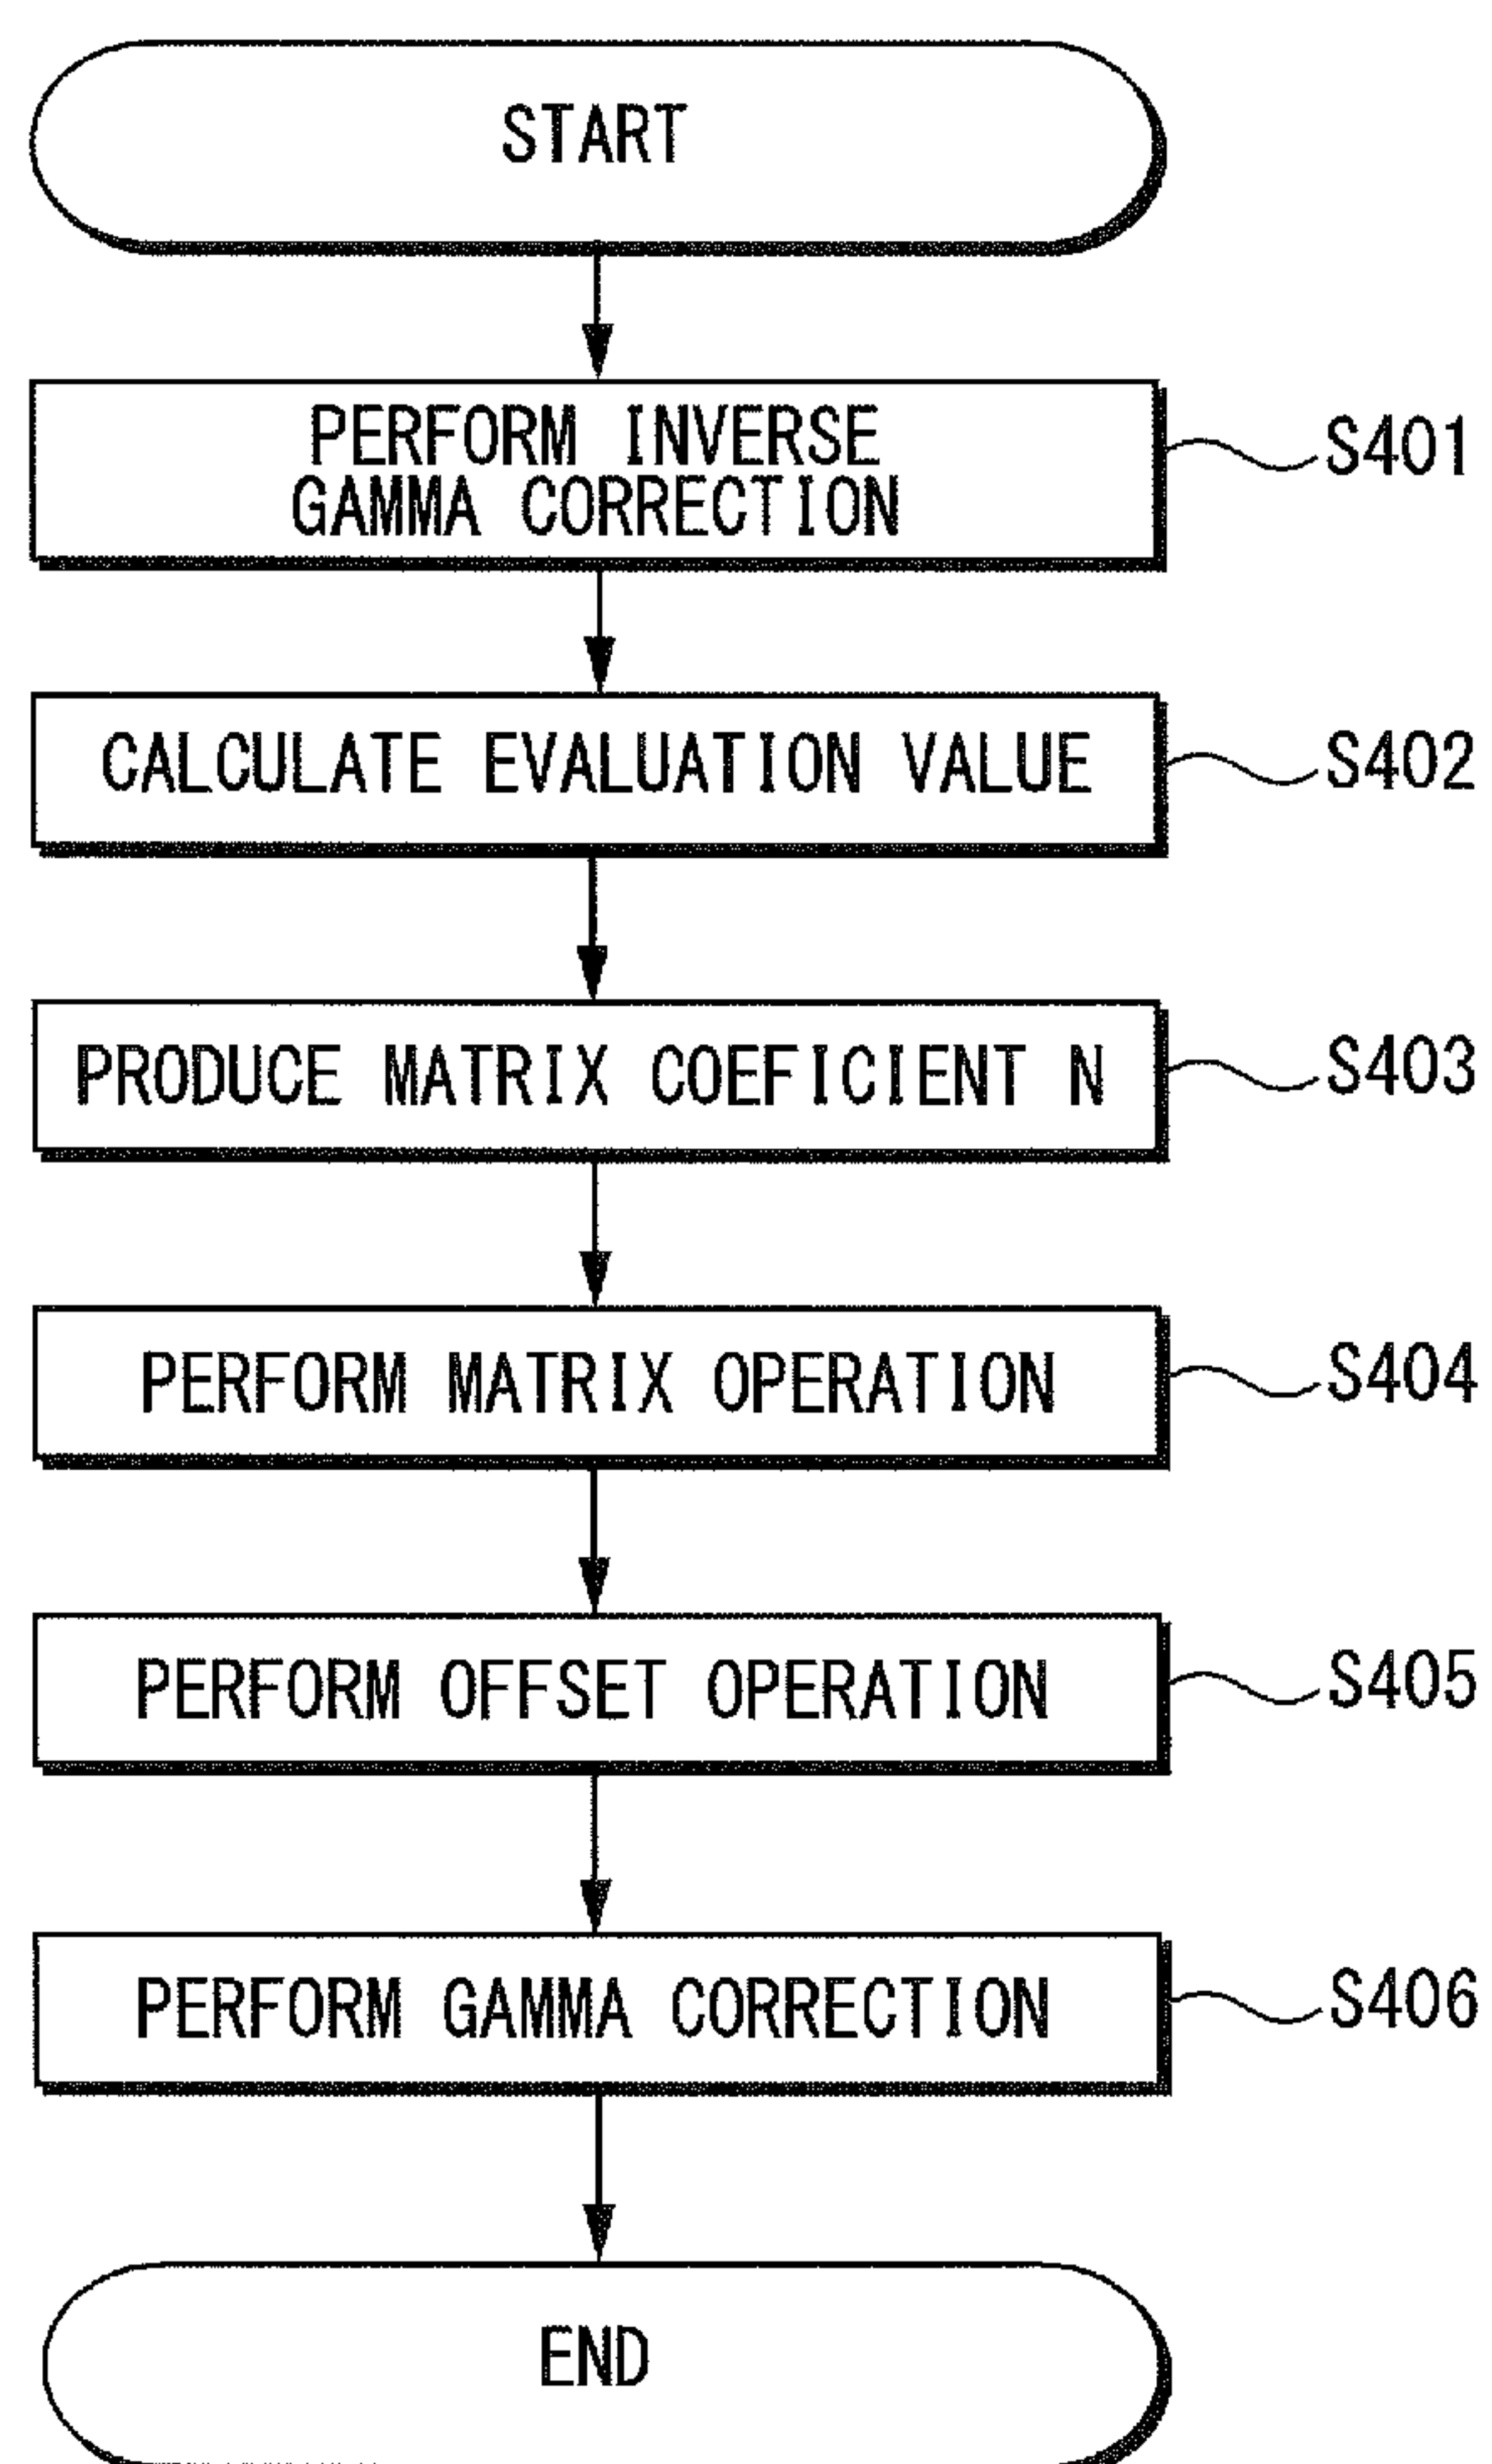 START
PERFORM INVERSE
GAMMA CORRECTION
S401
CALCULATE EVALUATION VALUE
S402
PRODUCE MATRIX COEFICIENT N
S403
PERFORM MATRIX OPERATION
S404
PERFORM OFFSET OPERATION
S405
PERFORM GAMMA CORRECTION
S406
END